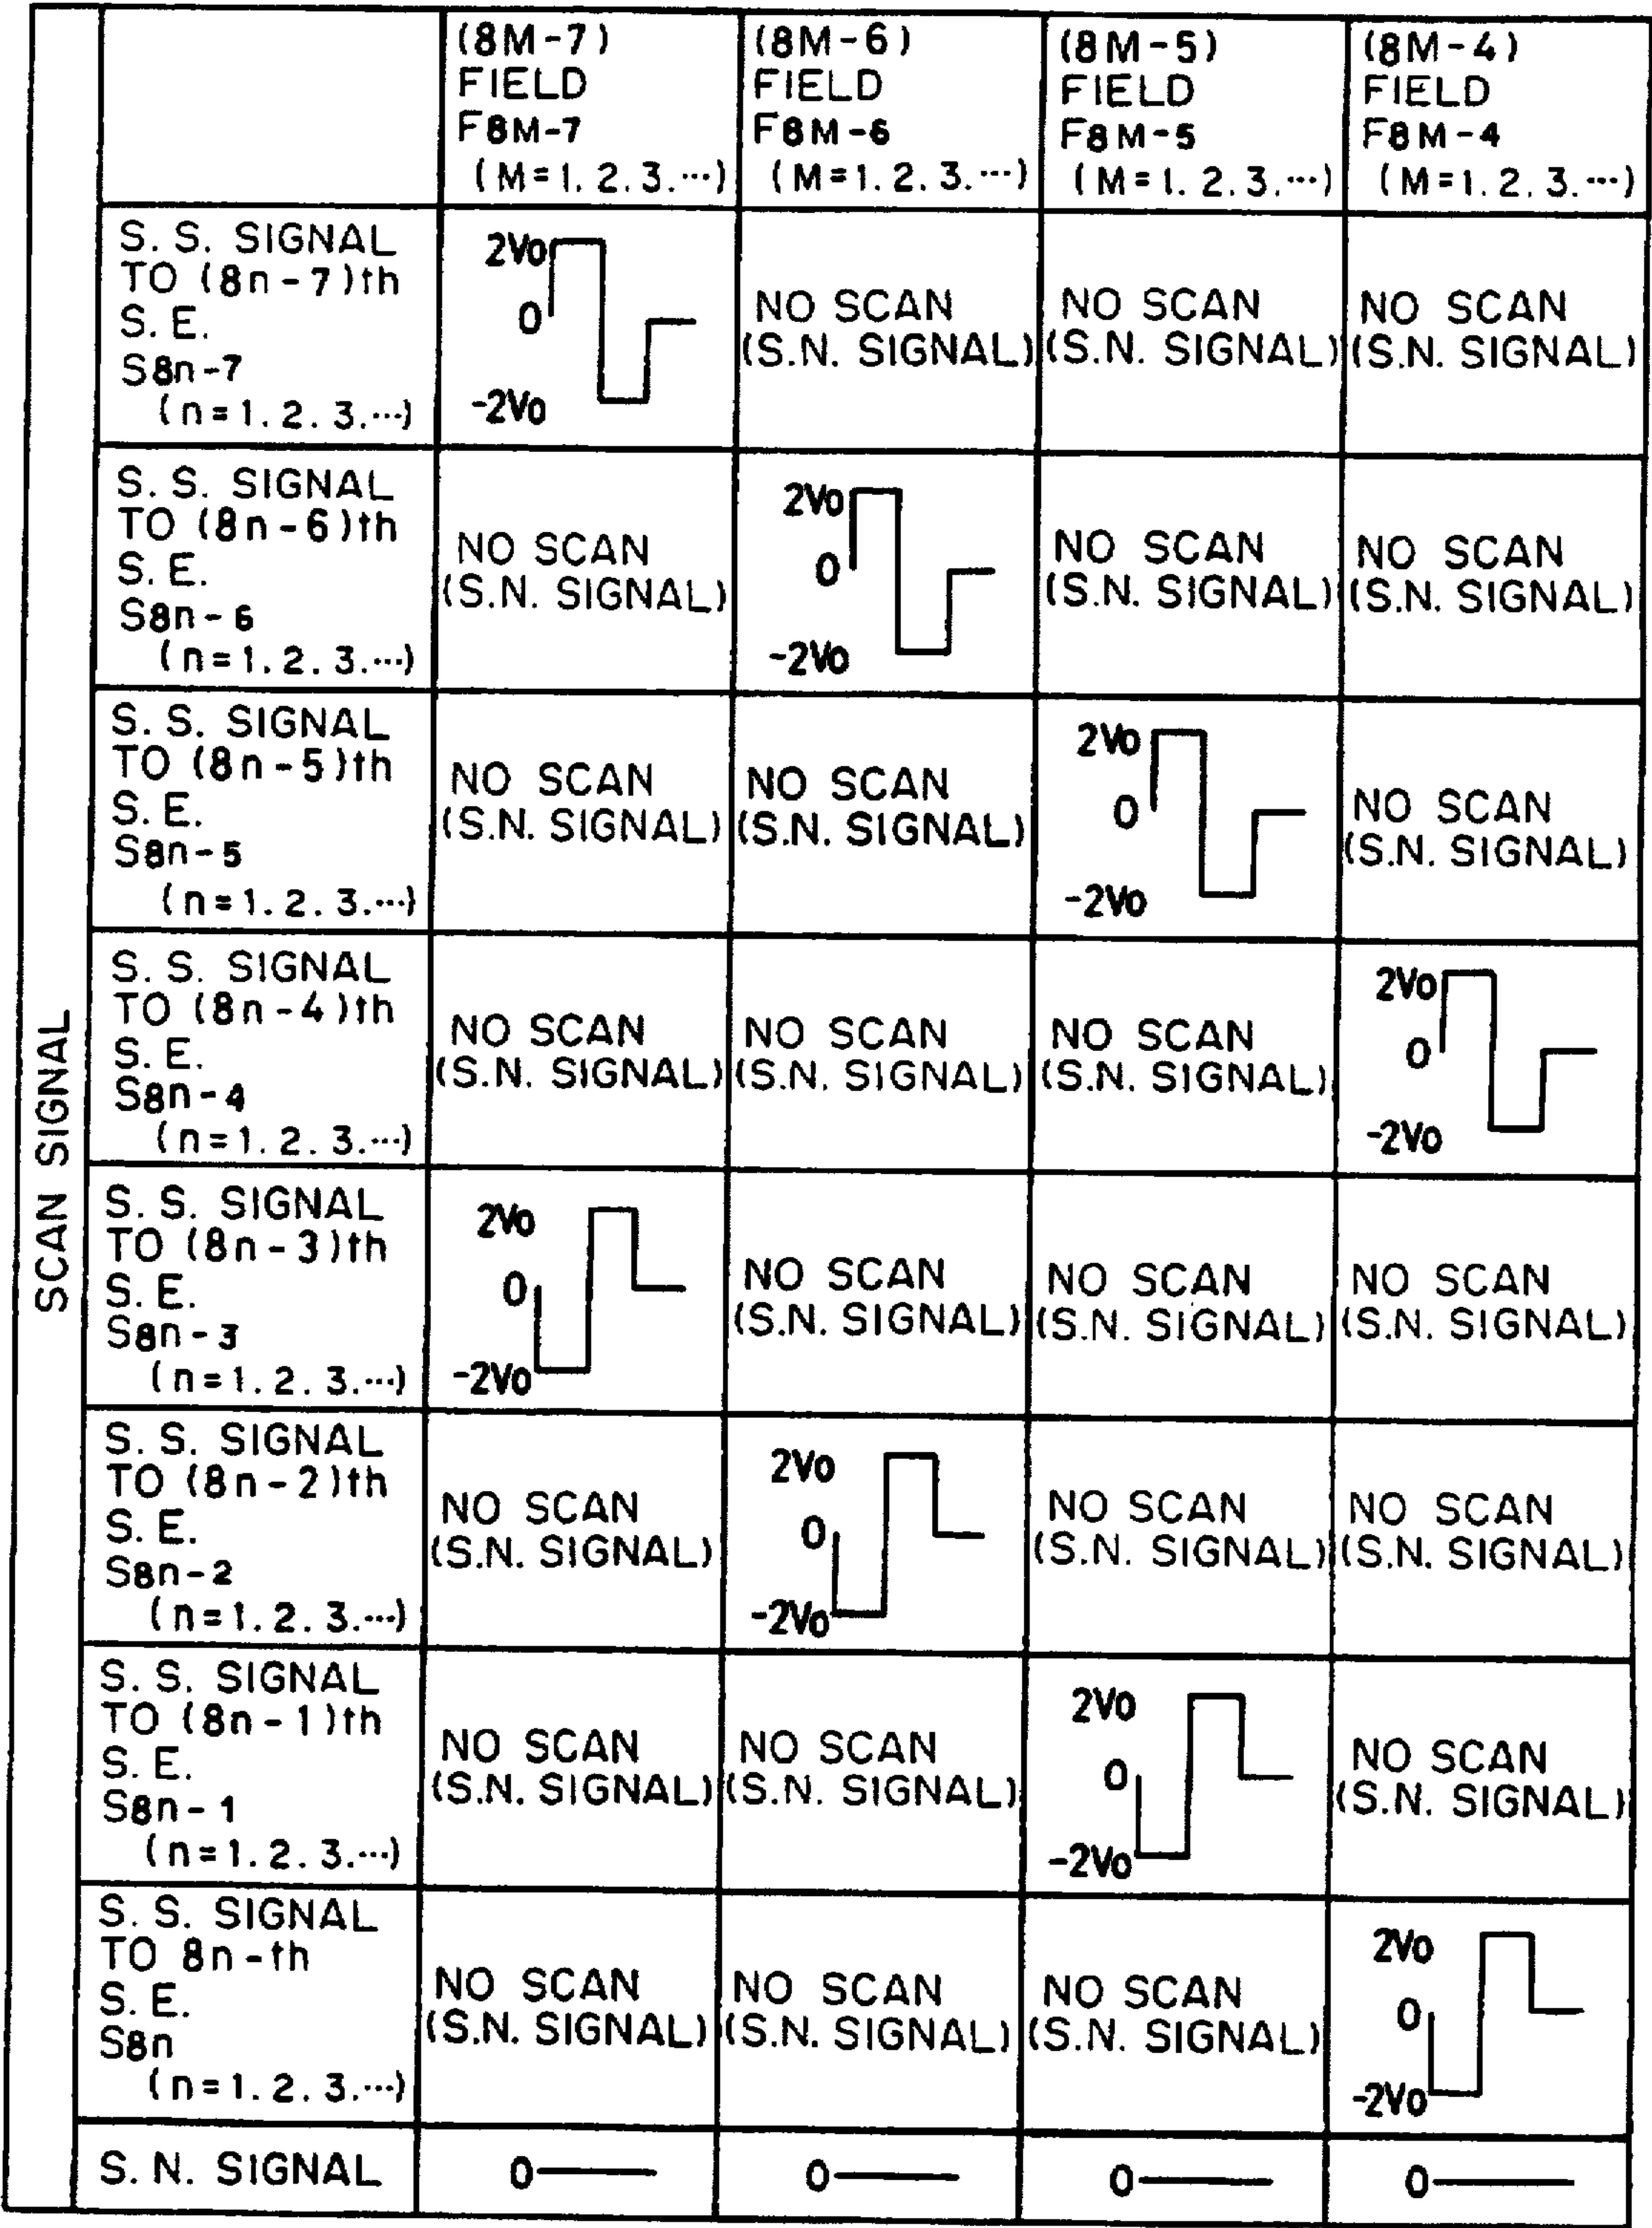 (8M-7)
FIELD
F8M-7
(M=1. 2. 3.···)
(8M-6)
FIELD
F8M-6
(M=1. 2. 3.···)
(8M-5)
FIELD
F8M-5
(M=1. 2. 3.···)
(8M-4)
FIELD
F8M-4
(M=1. 2. 3.···)
SCAN SIGNAL
S. S. SIGNAL
TO (8n-7)th
S. E.
S8n-7
(n=1. 2. 3.···)
2Vo
0
-2Vo
NO SCAN
(S.N. SIGNAL)
NO SCAN
(S.N. SIGNAL)
NO SCAN
(S.N. SIGNAL)
S. S. SIGNAL
TO (8n-6)th
S. E.
S8n-6
(n=1. 2. 3.···)
NO SCAN
(S.N. SIGNAL)
2Vo
0
-2Vo
NO SCAN
(S.N. SIGNAL)
NO SCAN
(S.N. SIGNAL)
S. S. SIGNAL
TO (8n-5)th
S. E.
S8n-5
(n=1. 2. 3.···)
NO SCAN
(S.N. SIGNAL)
NO SCAN
(S.N. SIGNAL)
2Vo
0
-2Vo
NO SCAN
(S.N. SIGNAL)
S. S. SIGNAL
TO (8n-4)th
S. E.
S8n-4
(n=1. 2. 3.···)
NO SCAN
(S.N. SIGNAL)
NO SCAN
(S.N. SIGNAL)
NO SCAN
(S.N. SIGNAL)
2Vo
0
-2Vo
S. S. SIGNAL
TO (8n-3)th
S. E.
S8n-3
(n=1. 2. 3.···)
2Vo
0
-2Vo
NO SCAN
(S.N. SIGNAL)
NO SCAN
(S.N. SIGNAL)
NO SCAN
(S.N. SIGNAL)
S. S. SIGNAL
TO (8n-2)th
S. E.
S8n-2
(n=1. 2. 3.···)
NO SCAN
(S.N. SIGNAL)
2Vo
0
-2Vo
NO SCAN
(S.N. SIGNAL)
NO SCAN
(S.N. SIGNAL)
S. S. SIGNAL
TO (8n-1)th
S. E.
S8n-1
(n=1. 2. 3.···)
NO SCAN
(S.N. SIGNAL)
NO SCAN
(S.N. SIGNAL)
2Vo
0
-2Vo
NO SCAN
(S.N. SIGNAL)
S. S. SIGNAL
TO 8n-th
S. E.
S8n
(n=1. 2. 3.···)
NO SCAN
(S.N. SIGNAL)
NO SCAN
(S.N. SIGNAL)
NO SCAN
(S.N. SIGNAL)
2Vo
0
-2Vo
S. N. SIGNAL
0
0
0
0